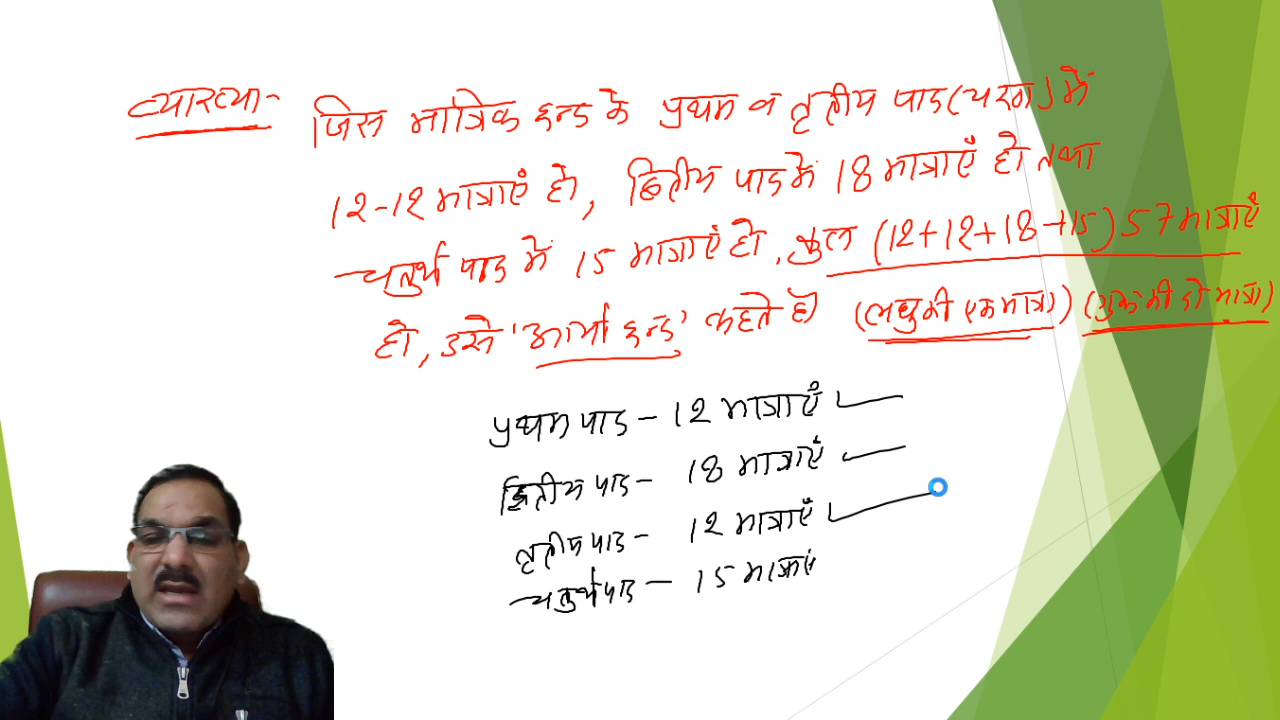 व्याख्या-
जिस मात्रिक छन्द के प्रथम व तृतीय पाद (चरण) में
12-12 मात्राएँ हो, द्वितीय पाद में 18 मात्राएँ हो तथा
चतुर्थ पाद में 15 मात्राएँ हो, कुल (12+12+18+15) 57 मात्राएँ
हो, उसे 'आर्या छन्द' कहते है (लघु की एक मात्रा) (गुरू की दो मात्रा)
प्रथम पाद - 12 मात्राएँ
द्वितीय पाद - 18 मात्राएँ
तृतीय पाद - 12 मात्राएँ
चतुर्थ पाद - 15 मात्राएं